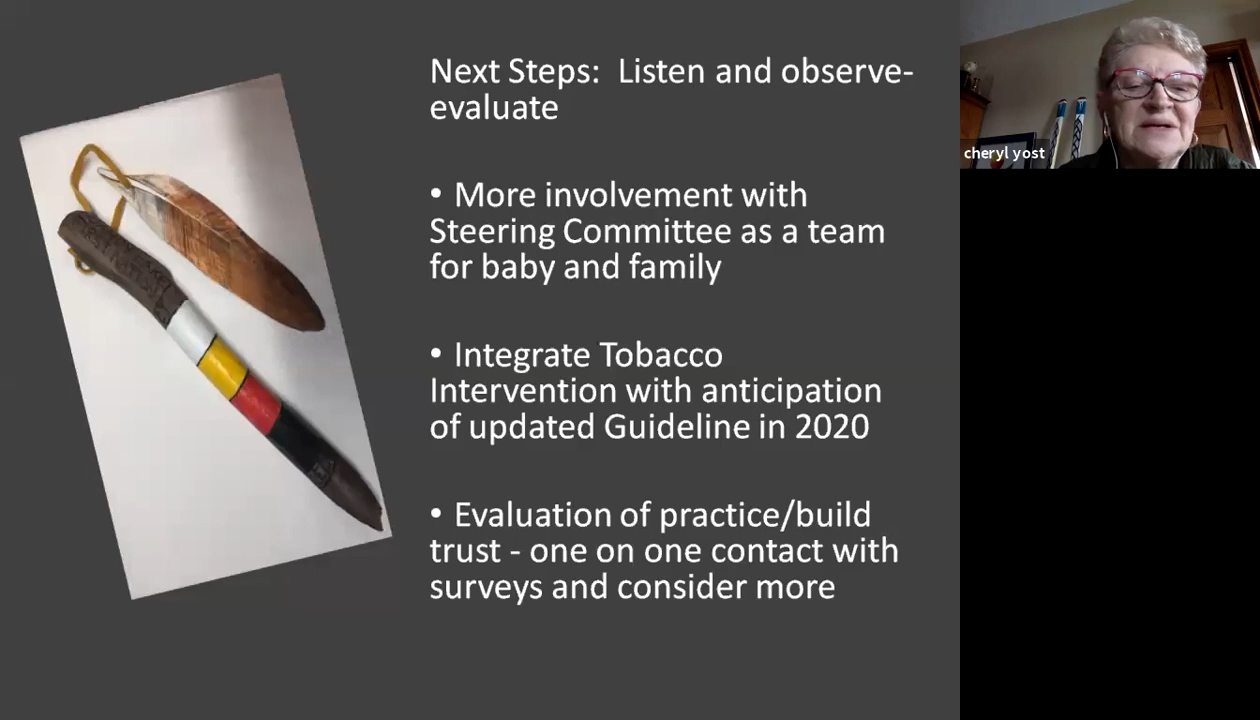 Next Steps:  Listen and observe-
evaluate
• More involvement with
Steering Committee as a team
for baby and family
• Integrate Tobacco
Intervention with anticipation
of updated Guideline in 2020
• Evaluation of practice/build
trust - one on one contact with
surveys and consider more
cheryl yost